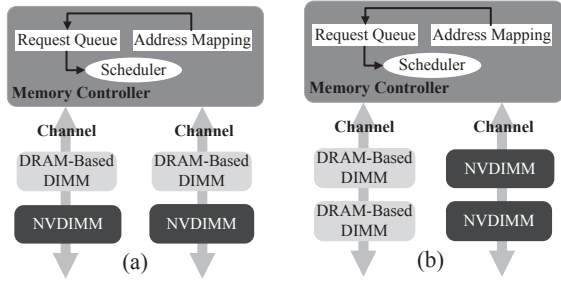 Request Queue Address Mapping
Scheduler
Memory Controller
Channel Channel
DRAM-Based DRAM-Based
DIMM DIMM
NVDIMM NVDIMM
(a)
Request Queue Address Mapping
Scheduler
Memory Controller
Channel Channel
DRAM-Based
DIMM
NVDIMM
DRAM-Based
DIMM
NVDIMM
(b)